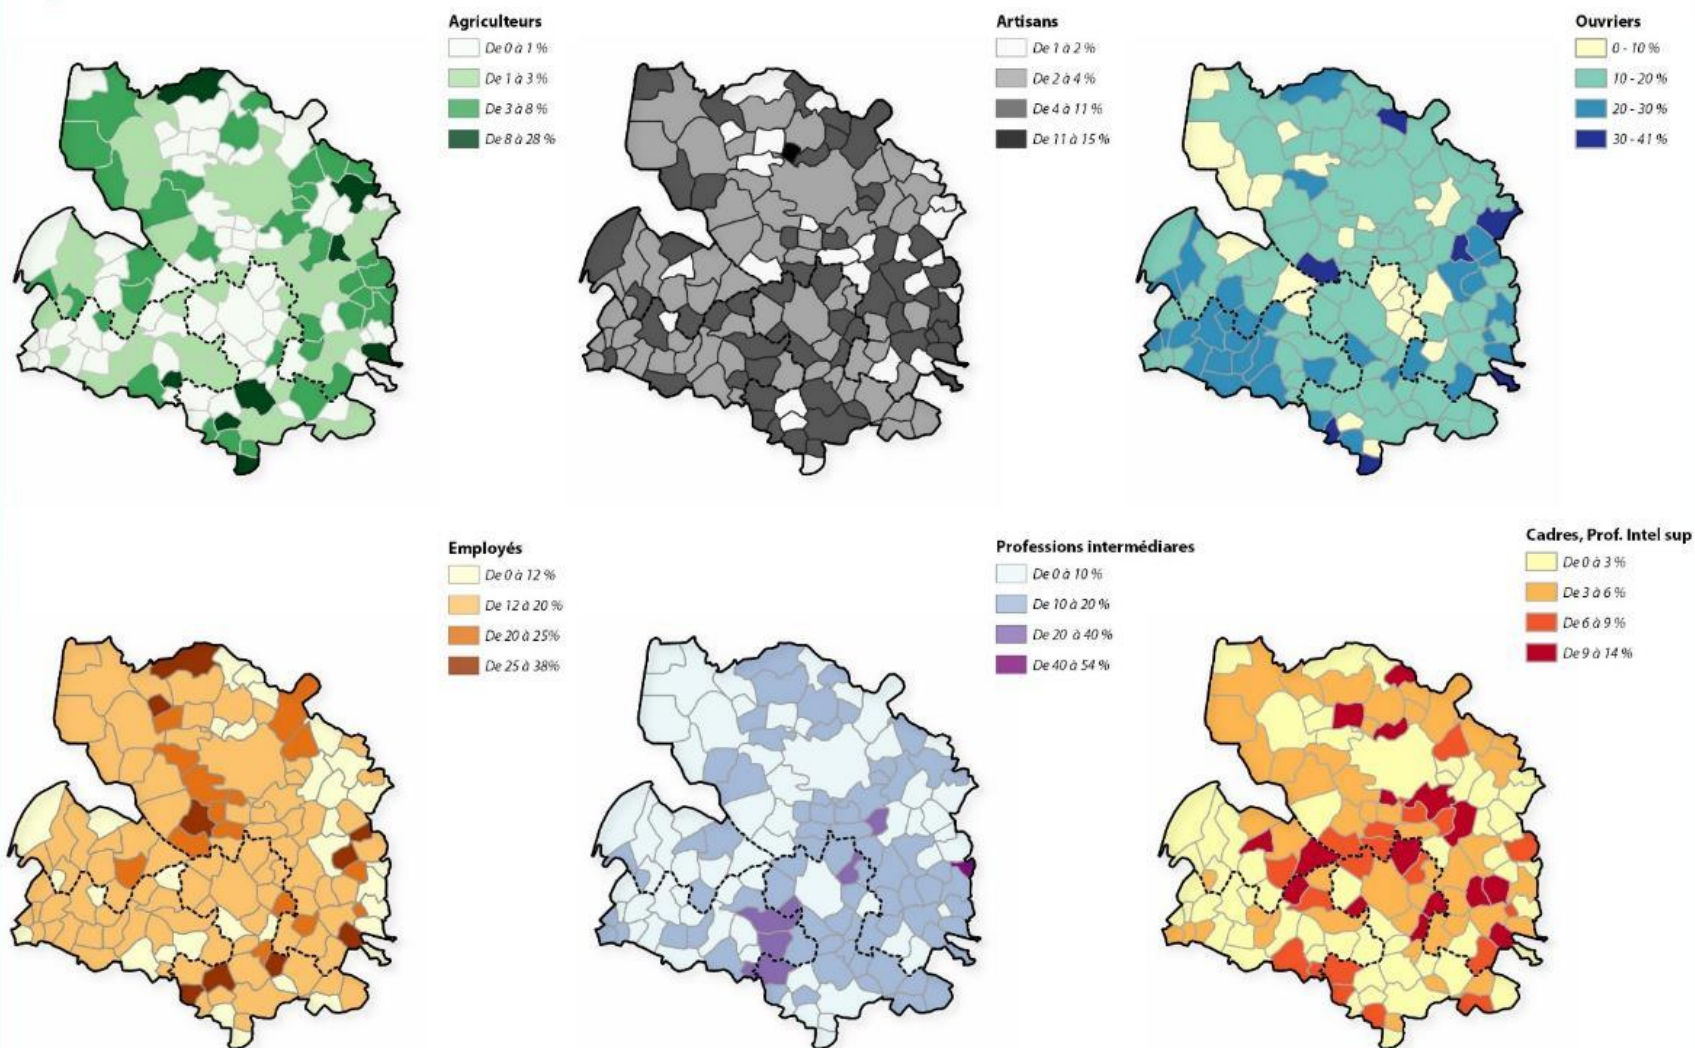 Agriculteurs
De 0 à 1 %
De 1 à 3 %
De 3 à 8 %
De 8 à 28 %
Artisans
De 1 à 2 %
De 2 à 4 %
De 4 à 11 %
De 11 à 15 %
Ouvriers
0 - 10 %
10 - 20 %
20 - 30 %
30 - 41 %
Employés
De 0 à 12 %
De 12 à 20 %
De 20 à 25%
De 25 à 38%
Professions intermédiares
De 0 à 10 %
De 10 à 20 %
De 20 à 40 %
De 40 à 54 %
Cadres, Prof. Intel sup
De 0 à 3 %
De 3 à 6 %
De 6 à 9 %
De 9 à 14 %